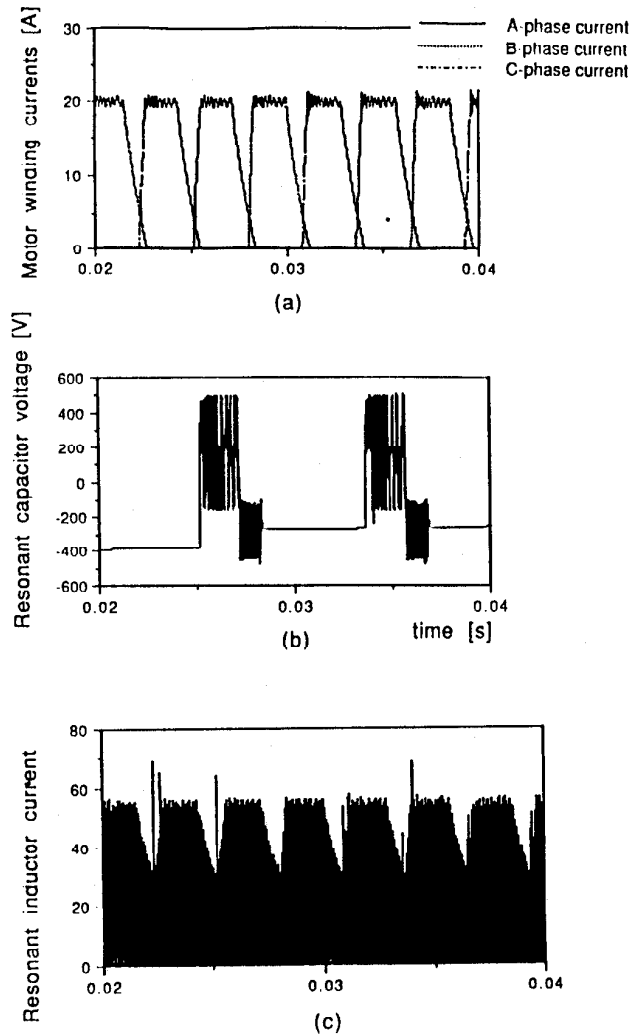 Motor winding currents [A]
30
20
10
0
0.02
0.03
0.04
A-phase current
B-phase current
C-phase current
(a)
Resonant capacitor voltage [V]
600
400
200
0
-200
-400
-600
0.02
0.03
0.04
time [s]
(b)
Resonant inductor current
80
60
40
20
0
0.02
0.03
0.04
(c)